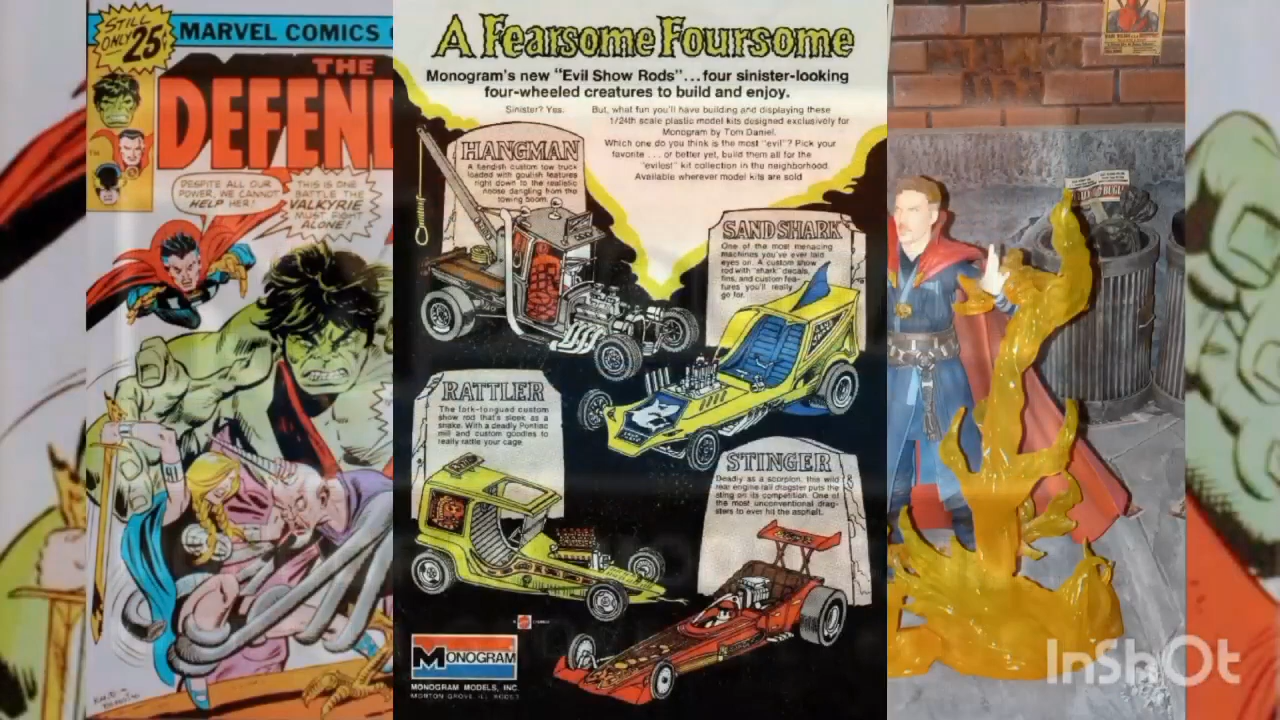 STILL
ONLY 25¢
MARVEL COMICS
THE
DEFEN
DESPITE ALL OUR
POWER, WE CANNOT
HELP HER!
THIS IS ONE
BATTLE THE
VALKYRIE
MUST FIGHT
ALONE!
A Fearsome Foursome
Monogram's new "Evil Show Rods"...four sinister-looking
four-wheeled creatures to build and enjoy.
Sinister? Yes. But, what fun you'll have building and displaying these
1/24th scale plastic model kits designed exclusively for
Monogram by Tom Daniel.
Which one do you think is the most "evil"? Pick your
favorite . . . or better yet, build them all for the
"evilest" kit collection in the neighborhood.
Available wherever model kits are sold
HANGMAN
A fiendish custom tow truck
loaded with goulish features
right down to the realistic
noose dangling from the
towing boom.
SAND SHARK
One of the most menacing
machines you've ever laid
eyes on. A custom show
rod with "shark" decals,
fins, and custom fea-
tures you'll really
go for.
RATTLER
The fork-tongued custom
show rod that's sleek as a
snake. With a deadly Pontiac
mill and custom goodies to
really rattle your cage.
STINGER
Deadly as a scorpion, this wild
rear engine rail dragster puts the
sting on its competition. One of
the most unconventional drag-
sters to ever hit the asphalt.
MONOGRAM
MONOGRAM MODELS, INC.
MORTON GROVE, ILL. 60053
InShOt